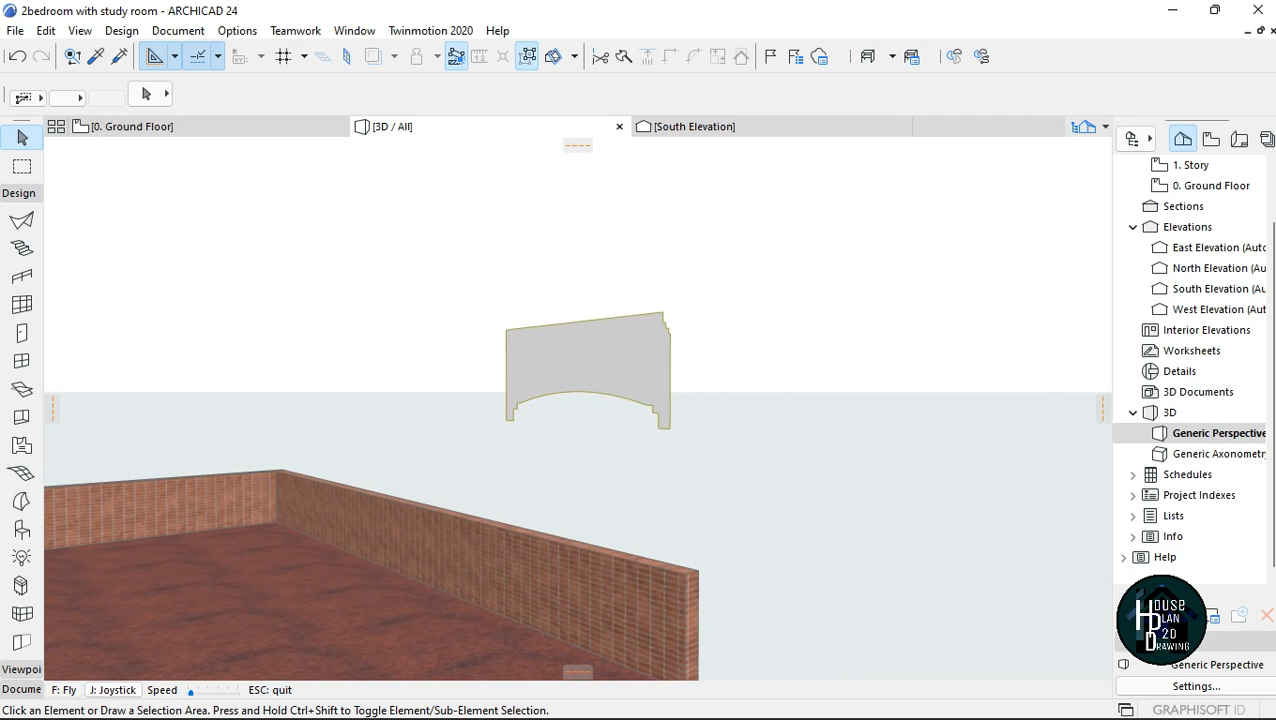 2bedroom with study room - ARCHICAD 24
File Edit View Design Document Options Teamwork Window Twinmotion 2020 Help
[0. Ground Floor] [3D / All] [South Elevation]
Design
1. Story
0. Ground Floor
Sections
Elevations
East Elevation (Auto
North Elevation (Au
South Elevation (Au
West Elevation (Aut
Interior Elevations
Worksheets
Details
3D Documents
3D
Generic Perspective
Generic Axonometr
Schedules
Project Indexes
Lists
Info
Help
HOUSE
PLAN
2D
DRAWING
Viewpoi
Generic Perspective
Docume F: Fly J: Joystick Speed ESC: quit
Settings...
Click an Element or Draw a Selection Area. Press and Hold Ctrl+Shift to Toggle Element/Sub-Element Selection.
GRAPHISOFT ID